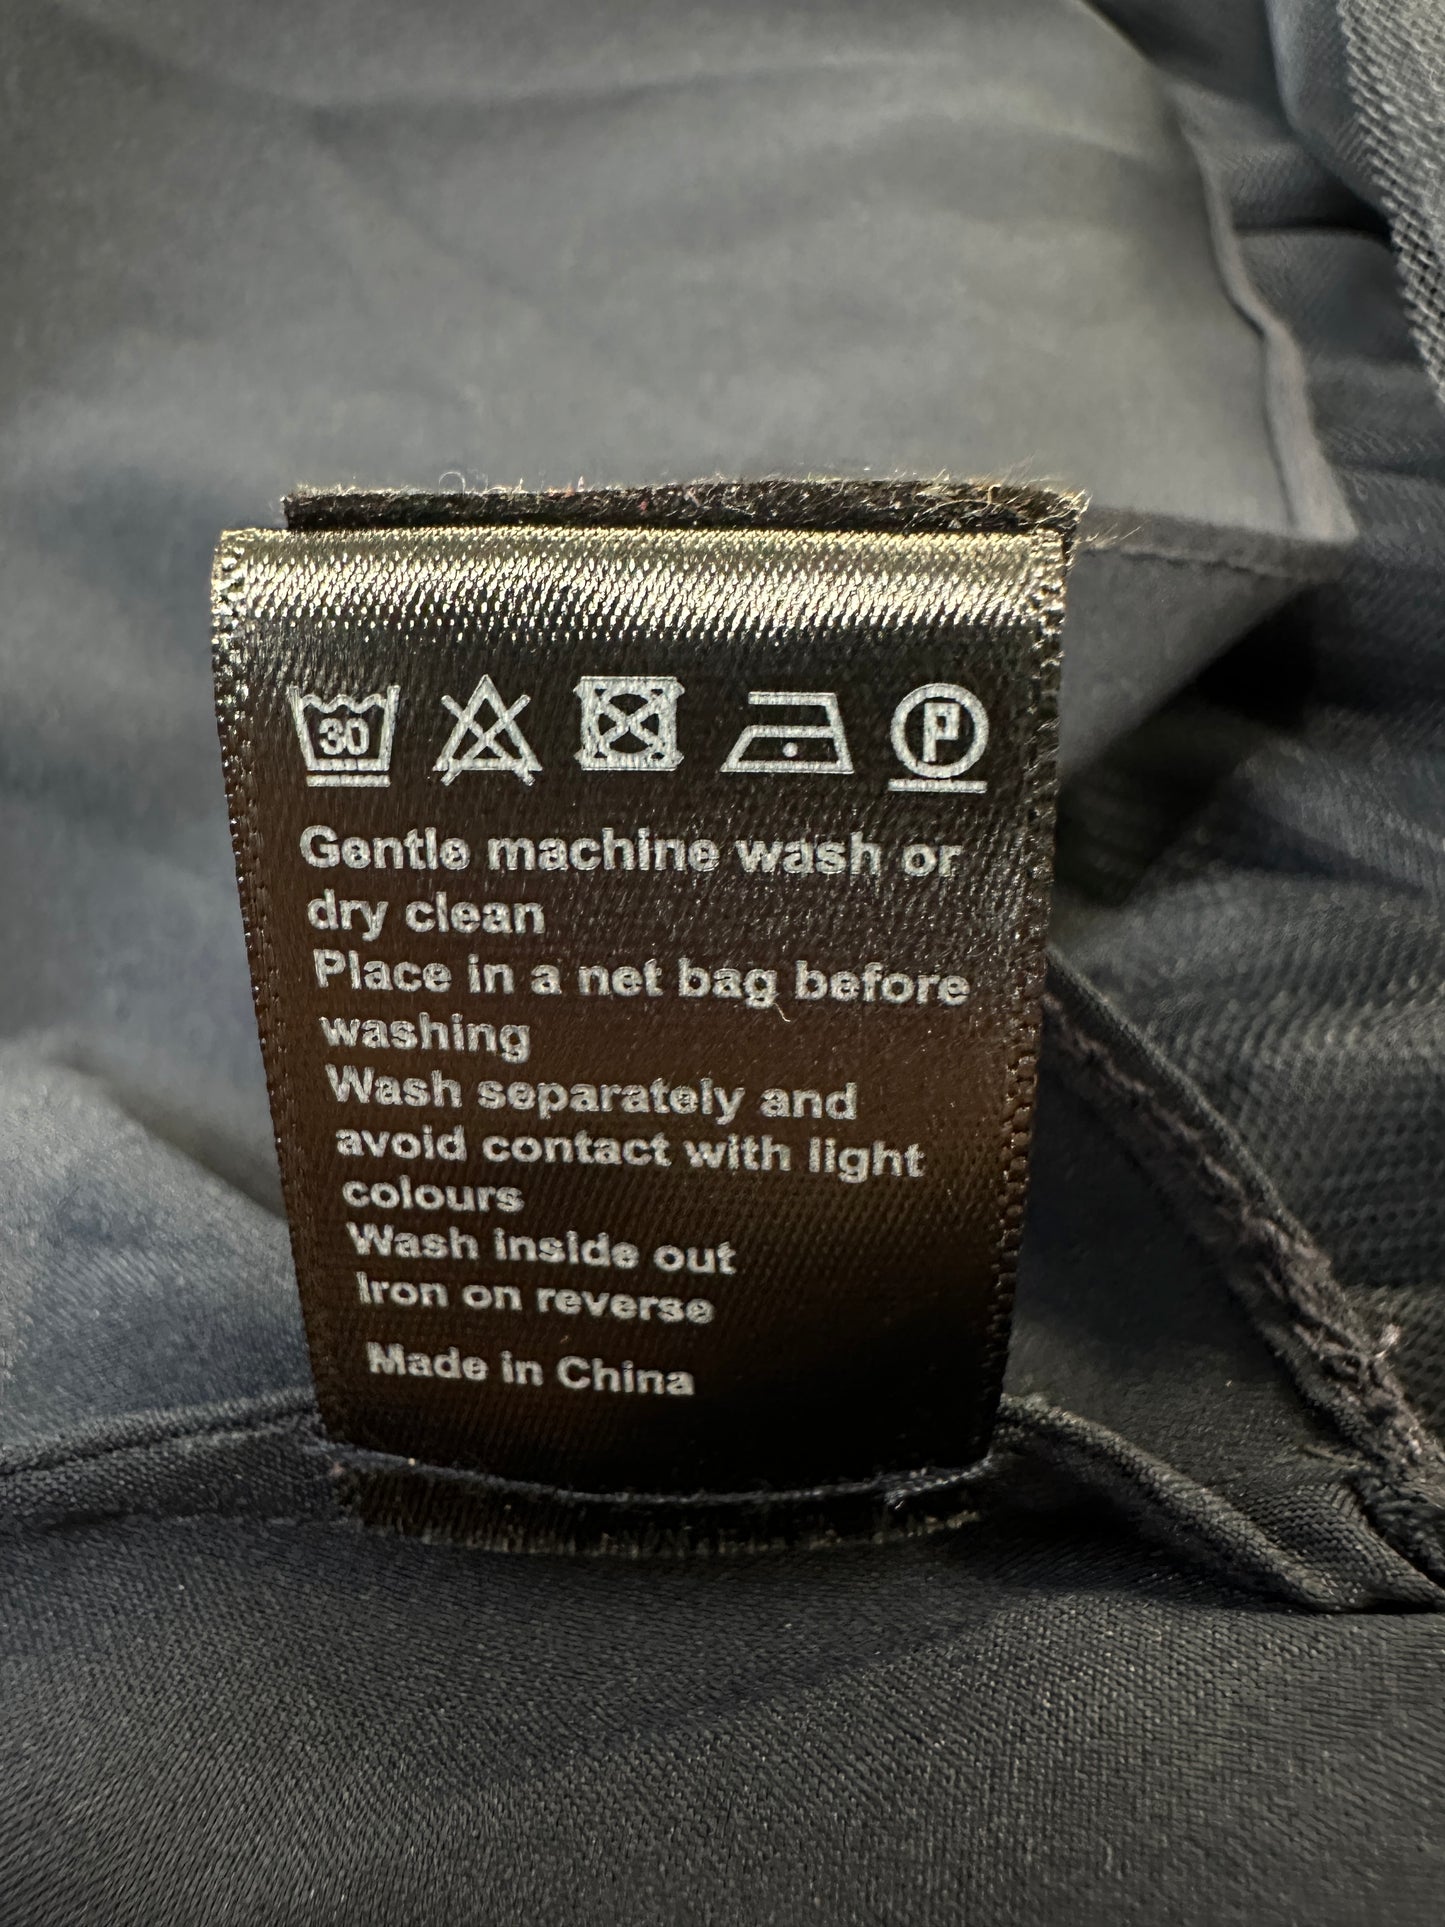 30 P
Gentle machine wash or
dry clean
Place in a net bag before
washing
Wash separately and
avoid contact with light
colours
Wash inside out
Iron on reverse
Made in China